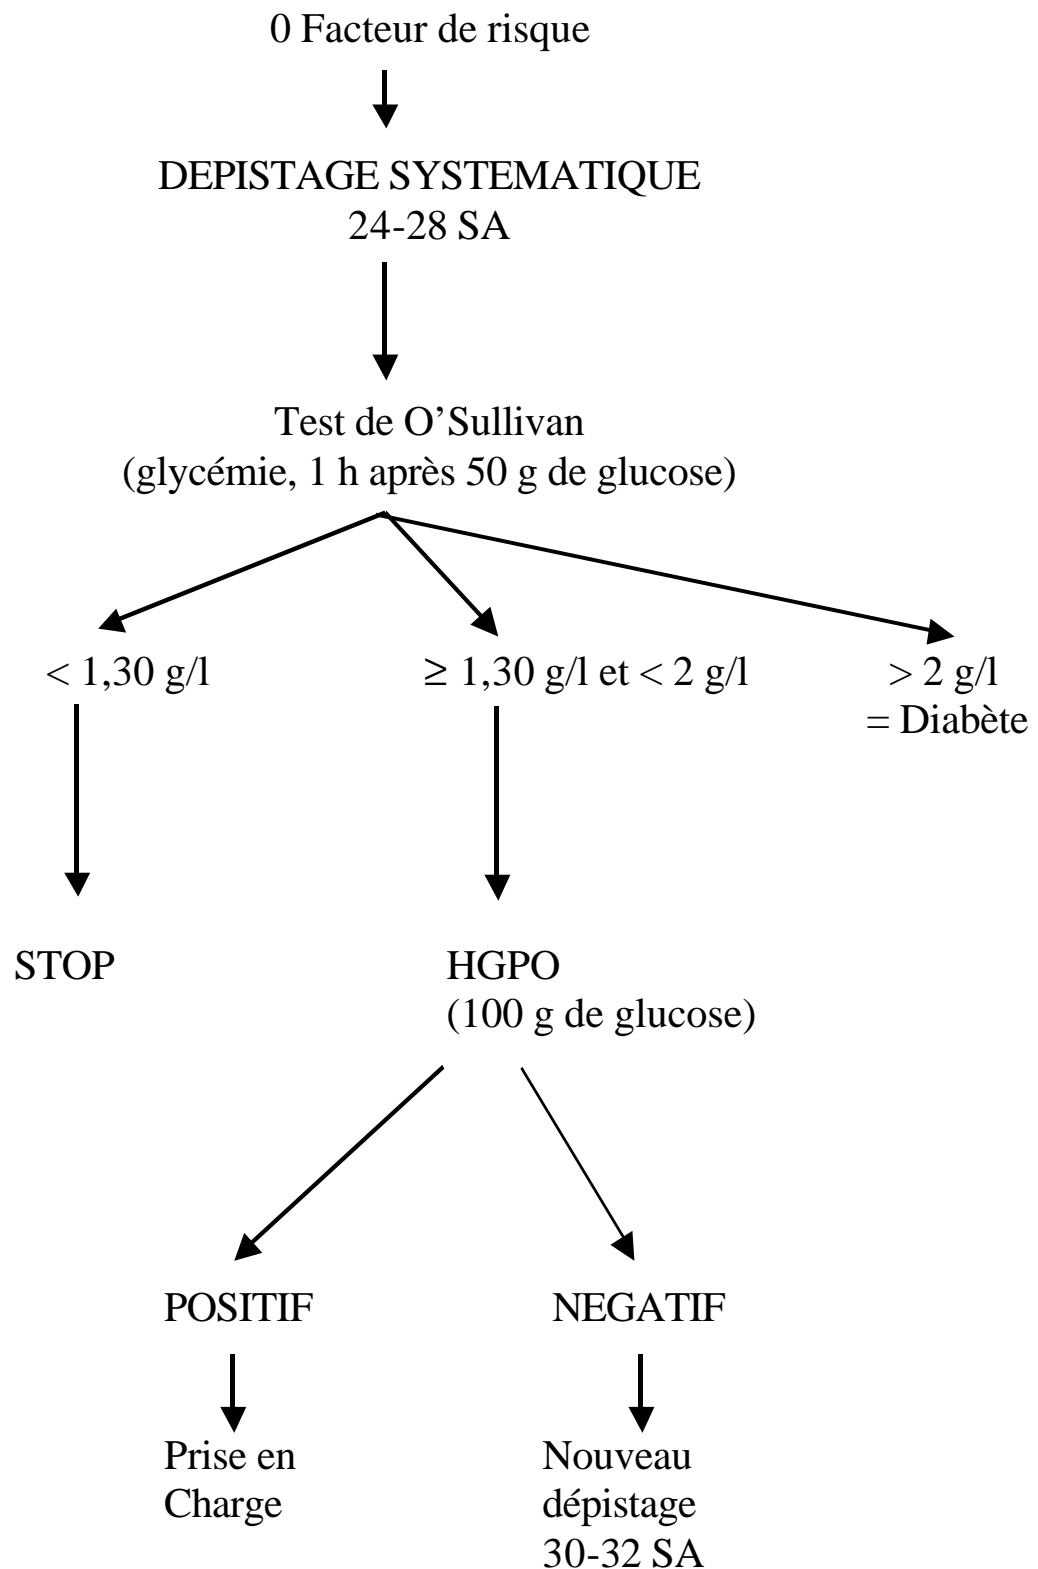 0 Facteur de risque
DEPISTAGE SYSTEMATIQUE
24-28 SA
Test de O’Sullivan
(glycémie, 1 h après 50 g de glucose)
< 1,30 g/l
≥ 1,30 g/l et < 2 g/l
> 2 g/l
= Diabète
STOP
HGPO
(100 g de glucose)
POSITIF
NEGATIF
Prise en
Charge
Nouveau
dépistage
30-32 SA